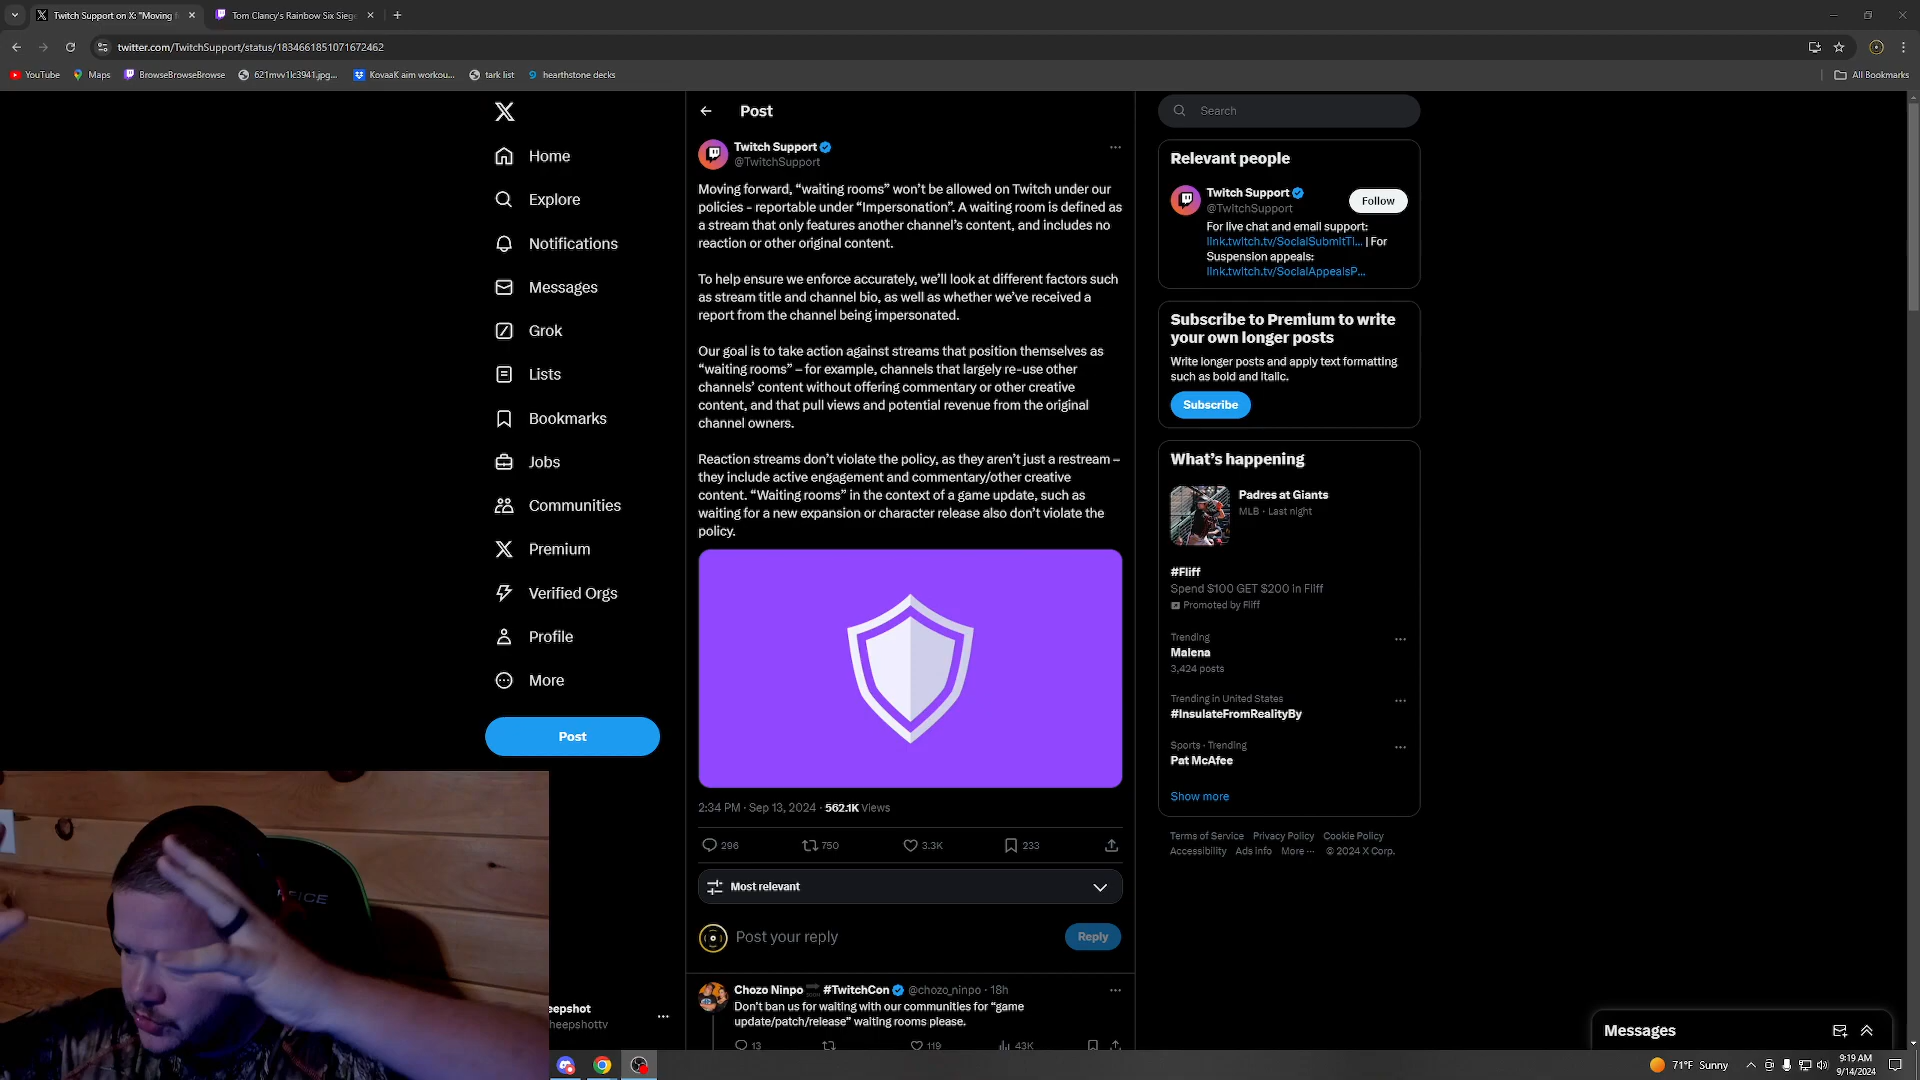 Twitch Support on X: "Moving f
Tom Clancy's Rainbow Six Siege
twitter.com/TwitchSupport/status/1834661851071672462
YouTube
Maps
BrowseBrowseBrowse
621mvv1lc3941.jpg...
KovaaK aim workou...
tark list
hearthstone decks
All Bookmarks
Home
Explore
Notifications
Messages
Grok
Lists
Bookmarks
Jobs
Communities
Premium
Verified Orgs
Profile
More
Post
eepshot
heepshottv
Post
Twitch Support
@TwitchSupport
Moving forward, “waiting rooms” won’t be allowed on Twitch under our
policies - reportable under “Impersonation”. A waiting room is defined as
a stream that only features another channel’s content, and includes no
reaction or other original content.
To help ensure we enforce accurately, we’ll look at different factors such
as stream title and channel bio, as well as whether we’ve received a
report from the channel being impersonated.
Our goal is to take action against streams that position themselves as
“waiting rooms” – for example, channels that largely re-use other
channels’ content without offering commentary or other creative
content, and that pull views and potential revenue from the original
channel owners.
Reaction streams don’t violate the policy, as they aren’t just a restream –
they include active engagement and commentary/other creative
content. “Waiting rooms” in the context of a game update, such as
waiting for a new expansion or character release also don’t violate the
policy.
2:34 PM · Sep 13, 2024 · 562.1K Views
296
750
3.3K
233
Most relevant
Post your reply
Reply
Chozo Ninpo #TwitchCon @chozo_ninpo · 18h
Don’t ban us for waiting with our communities for “game
update/patch/release” waiting rooms please.
13
119
43K
Search
Relevant people
Twitch Support
@TwitchSupport
Follow
For live chat and email support:
link.twitch.tv/SocialSubmitTi... | For
Suspension appeals:
link.twitch.tv/SocialAppealsP...
Subscribe to Premium to write
your own longer posts
Write longer posts and apply text formatting
such as bold and italic.
Subscribe
What’s happening
Padres at Giants
MLB · Last night
#Fliff
Spend $100 GET $200 in Fliff
Promoted by Fliff
Trending
Malena
3,424 posts
Trending in United States
#InsulateFromRealityBy
Sports · Trending
Pat McAfee
Show more
Terms of Service Privacy Policy Cookie Policy
Accessibility Ads info More ··· © 2024 X Corp.
Messages
71°F Sunny
9:19 AM
9/14/2024